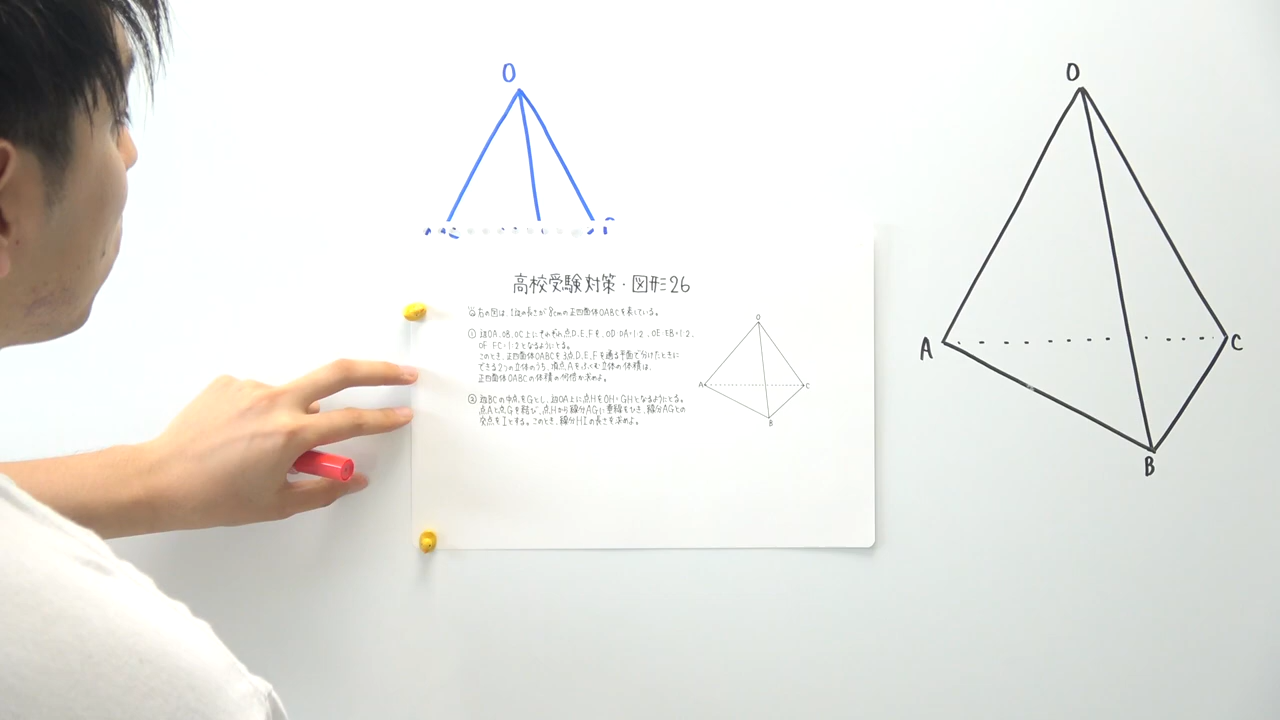 O
O
高校受験対策・図形26
右の図は、1辺の長さが8cmの正四面体OABCを表している。
① 辺OA、OB、OC上にそれぞれ点D、E、Fを、OD:DA=1:2、OE:EB=1:2、
OF:FC=1:2となるようにとる。
このとき、正四面体OABCを3点D、E、Fを通る平面で分けたときに
できる2つの立体のうち、頂点Aをふくむ立体の体積は、
正四面体OABCの体積の何倍か求めよ。
② 辺BCの中点をGとし、辺OA上に点HをOH=GHとなるようにとる。
点Aと点Gを結び、点Hから線分AGに垂線をひき、線分AGとの
交点をIとする。このとき、線分HIの長さを求めよ。
O
A
C
B
A
C
B